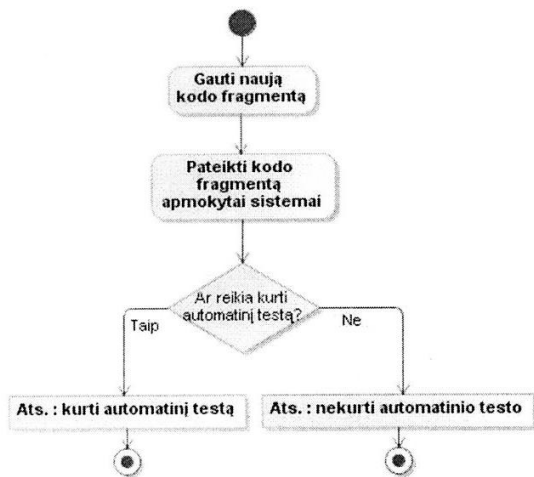 Gauti naują
kodo fragmentą
Pateikti kodo
fragmentą
apmokytai sistemai
Ar reikia kurti
automatinį testą?
Taip
Ne
Ats. : kurti automatinį testą
Ats. : nekurti automatinio testo